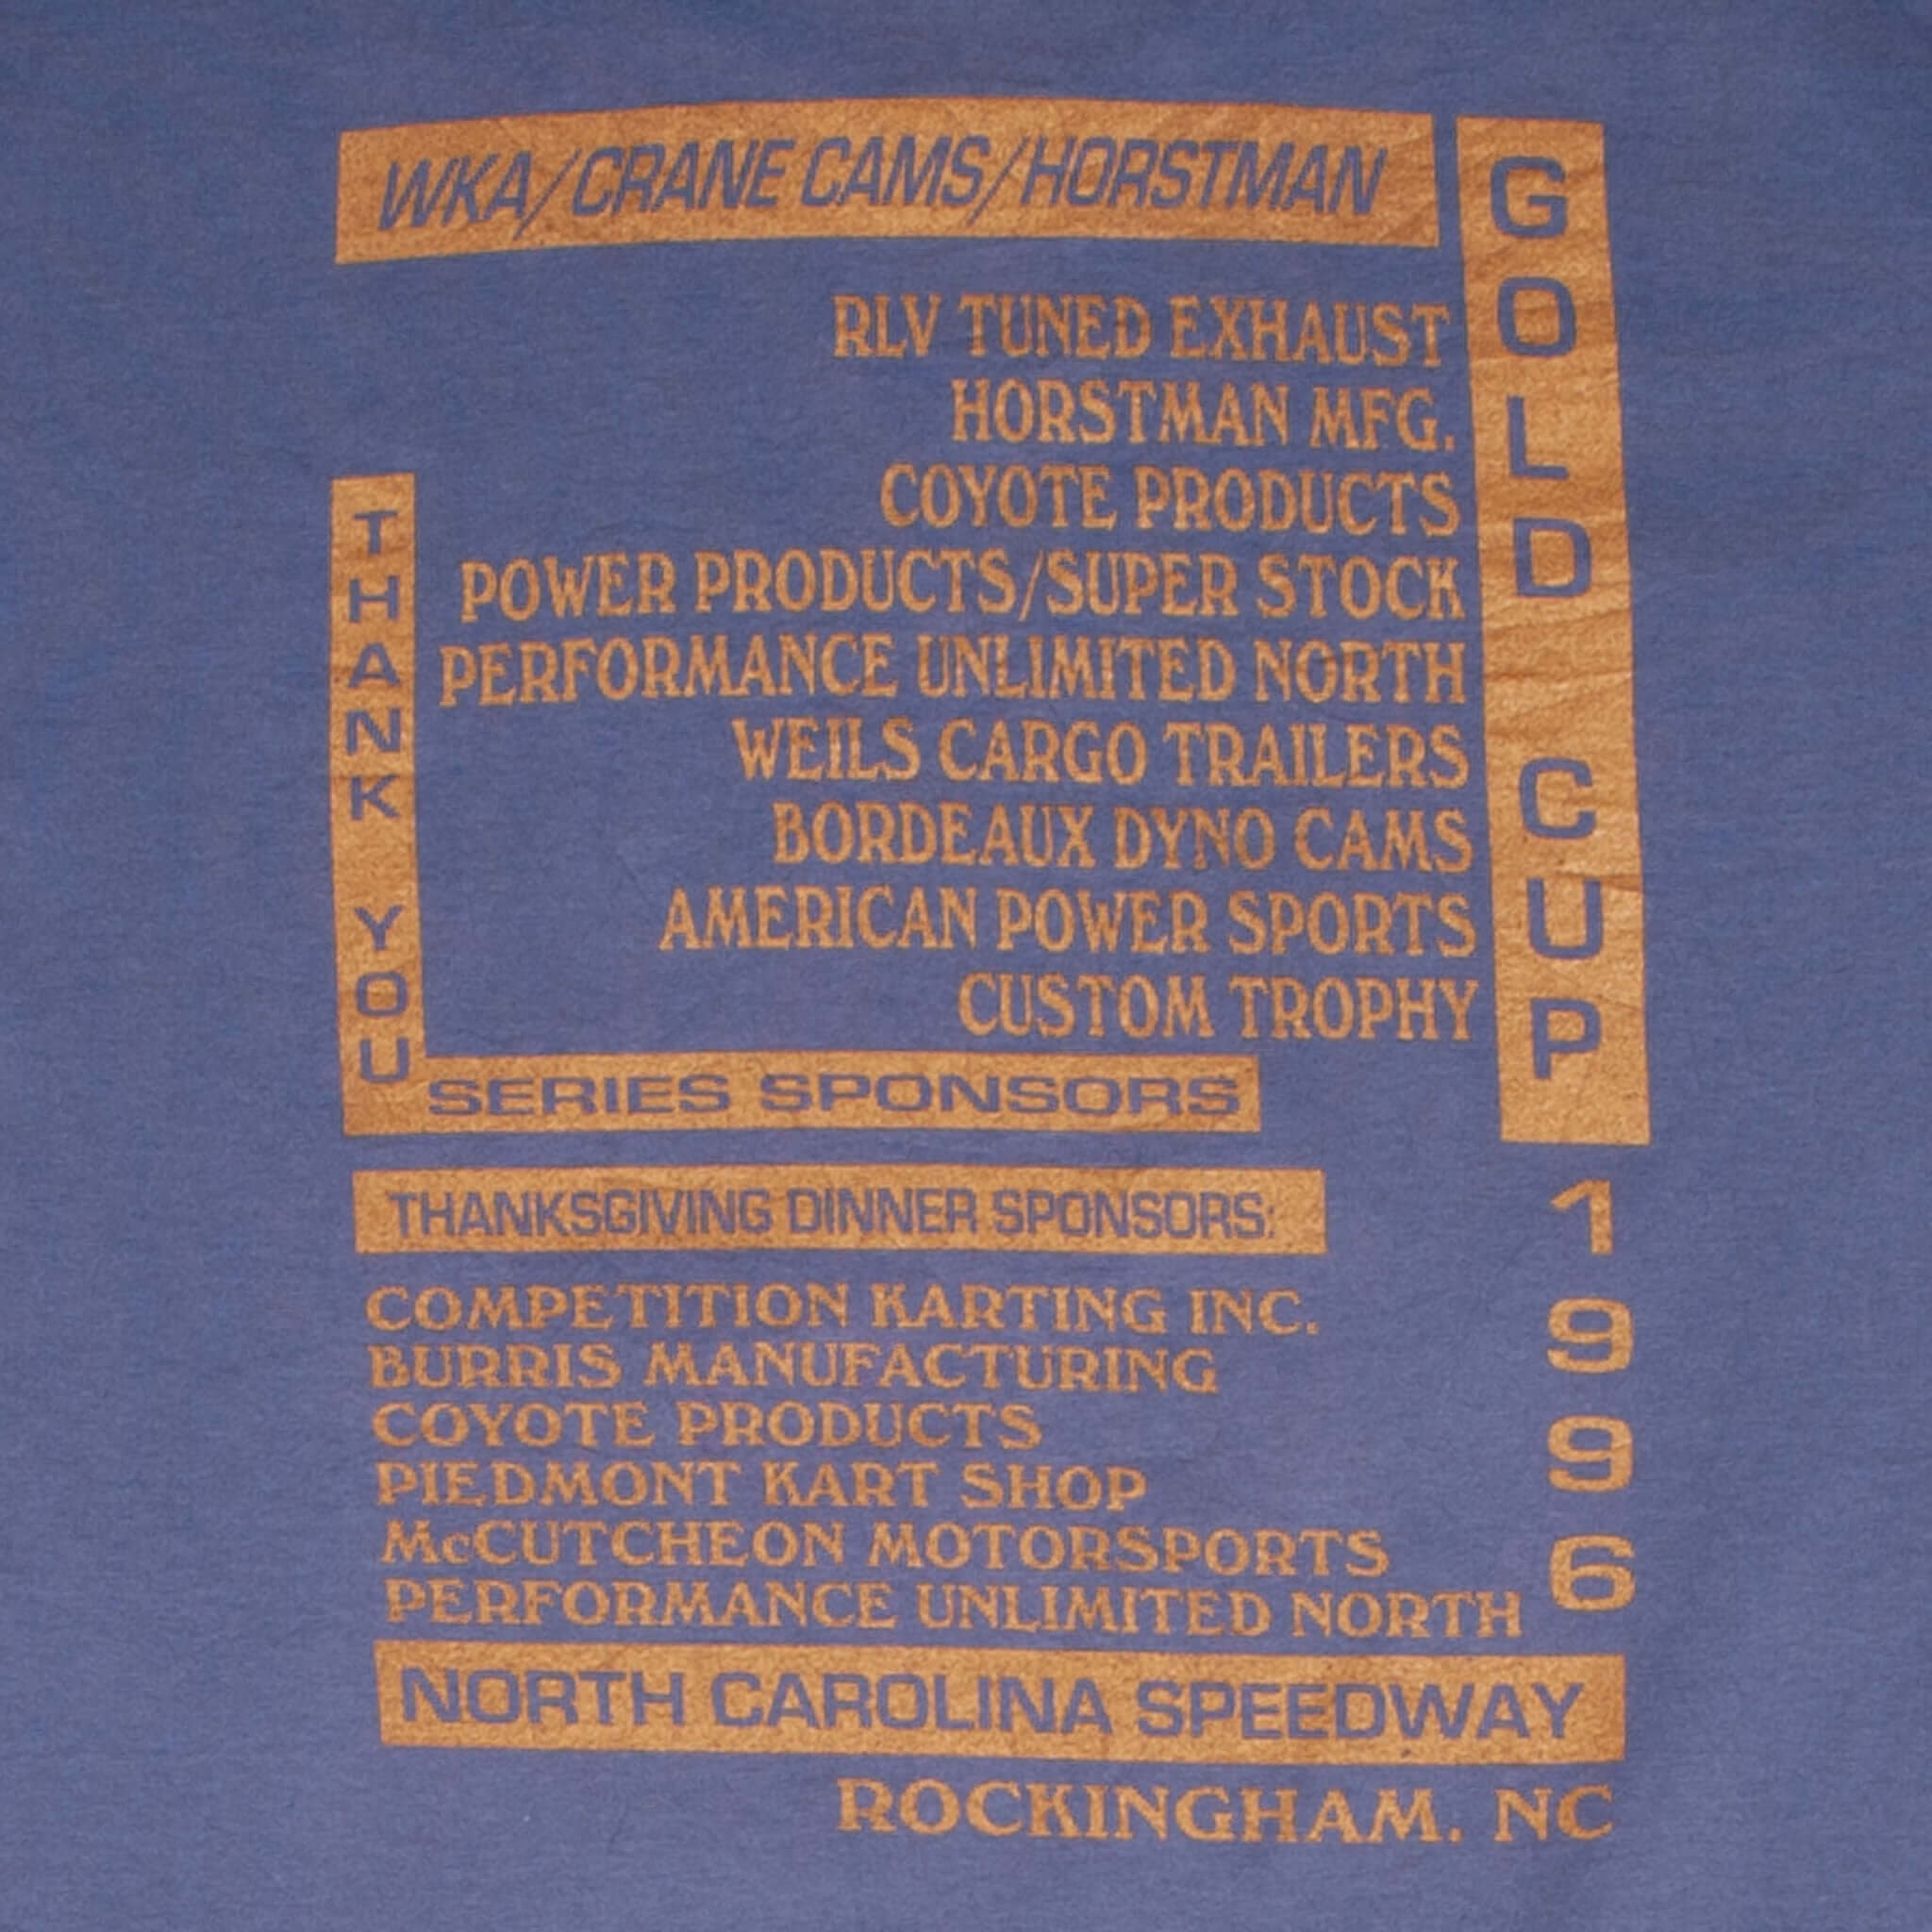 WKA/CRANE CAMS/HORSTMAN
GOLD CUP
RLV TUNED EXHAUST
HORSTMAN MFG.
COYOTE PRODUCTS
POWER PRODUCTS/SUPER STOCK
PERFORMANCE UNLIMITED NORTH
WEILS CARGO TRAILERS
BORDEAUX DYNO CAMS
AMERICAN POWER SPORTS
CUSTOM TROPHY
THANK YOU
SERIES SPONSORS
1996
THANKSGIVING DINNER SPONSORS:
COMPETITION KARTING INC.
BURRIS MANUFACTURING
COYOTE PRODUCTS
PIEDMONT KART SHOP
McCUTCHEON MOTORSPORTS
PERFORMANCE UNLIMITED NORTH
NORTH CAROLINA SPEEDWAY
ROCKINGHAM. NC